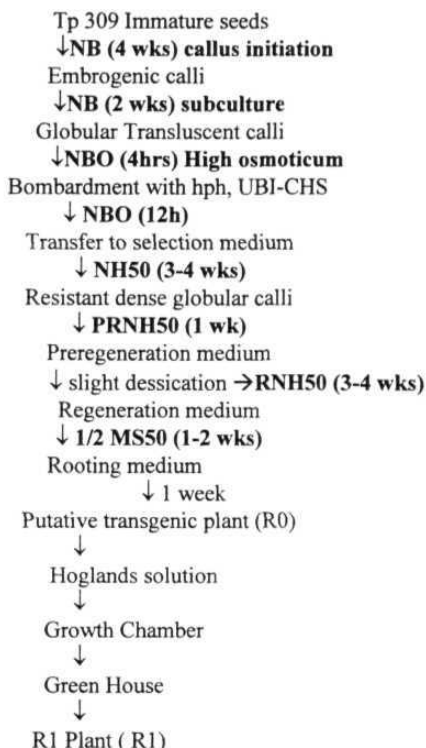 Tp 309 Immature seeds
↓NB (4 wks) callus initiation
Embrogenic calli
↓NB (2 wks) subculture
Globular Transluscent calli
↓NBO (4hrs) High osmoticum
Bombardment with hph, UBI-CHS
↓ NBO (12h)
Transfer to selection medium
↓ NH50 (3-4 wks)
Resistant dense globular calli
↓ PRNH50 (1 wk)
Preregeneration medium
↓ slight dessication →RNH50 (3-4 wks)
Regeneration medium
↓ 1/2 MS50 (1-2 wks)
Rooting medium
↓ 1 week
Putative transgenic plant (R0)
↓
Hoglands solution
↓
Growth Chamber
↓
Green House
↓
R1 Plant ( R1)